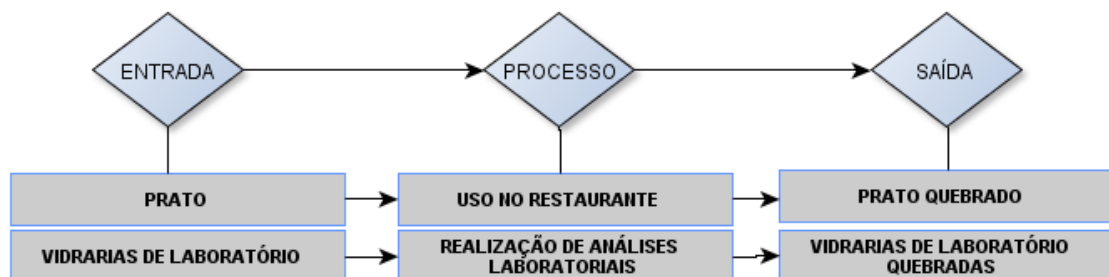 ENTRADA
PROCESSO
SAÍDA
PRATO
USO NO RESTAURANTE
PRATO QUEBRADO
VIDRARIAS DE LABORATÓRIO
REALIZAÇÃO DE ANÁLISES
LABORATORIAIS
VIDRARIAS DE LABORATÓRIO
QUEBRADAS